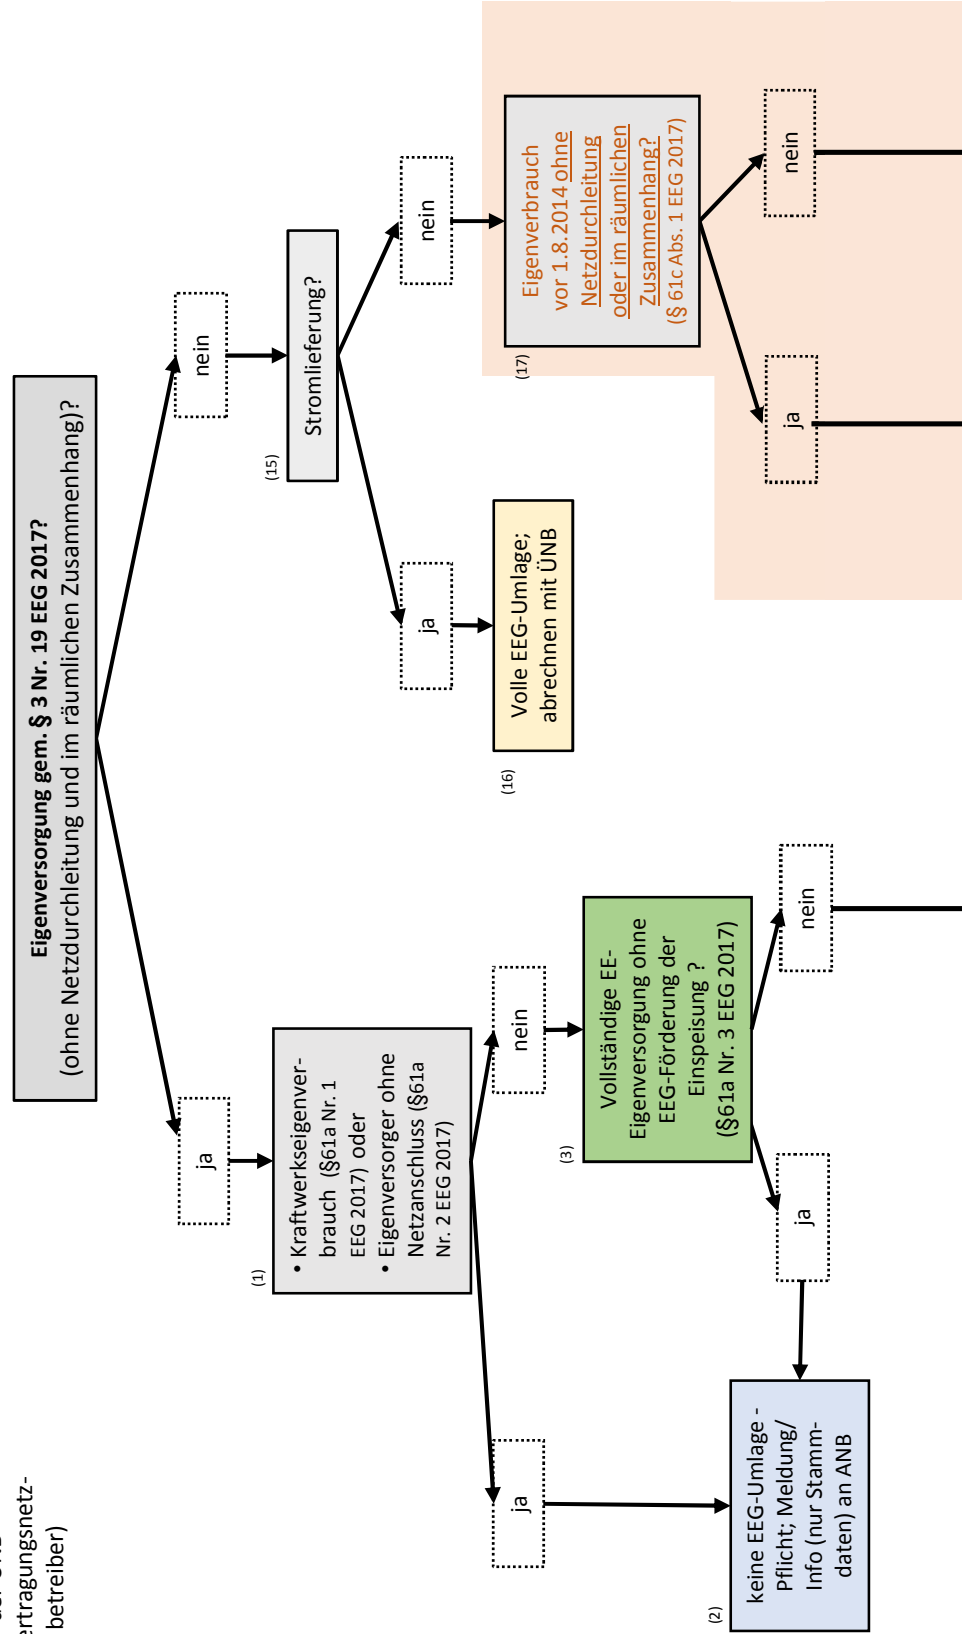 der ÜNB
ertragungsnetz-
betreiber)
Eigenversorgung gem. § 3 Nr. 19 EEG 2017?
(ohne Netzdurchleitung und im räumlichen Zusammenhang)?
ja
nein
(1)
• Kraftwerkseigenver-
brauch (§61a Nr. 1
EEG 2017) oder
• Eigenversorger ohne
Netzanschluss (§61a
Nr. 2 EEG 2017)
(15)
Stromlieferung?
ja
nein
ja
nein
(2)
keine EEG-Umlage -
Pflicht; Meldung/
Info (nur Stamm-
daten) an ANB
(3)
Vollständige EE-
Eigenversorgung ohne
EEG-Förderung der
Einspeisung ?
(§61a Nr. 3 EEG 2017)
(16)
Volle EEG-Umlage;
abrechnen mit ÜNB
(17)
Eigenverbrauch
vor 1.8.2014 ohne
Netzdurchleitung
oder im räumlichen
Zusammenhang?
(§ 61c Abs. 1 EEG 2017)
ja
nein
ja
nein